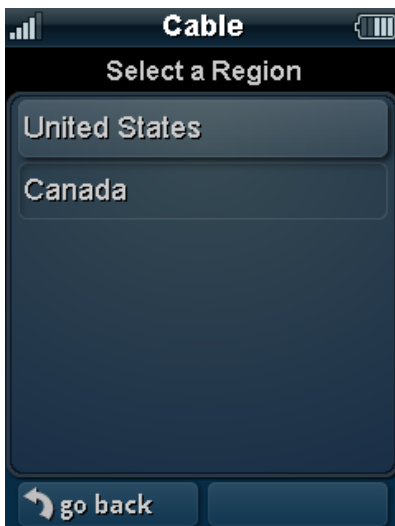 Cable
Select a Region
United States
Canada
go back